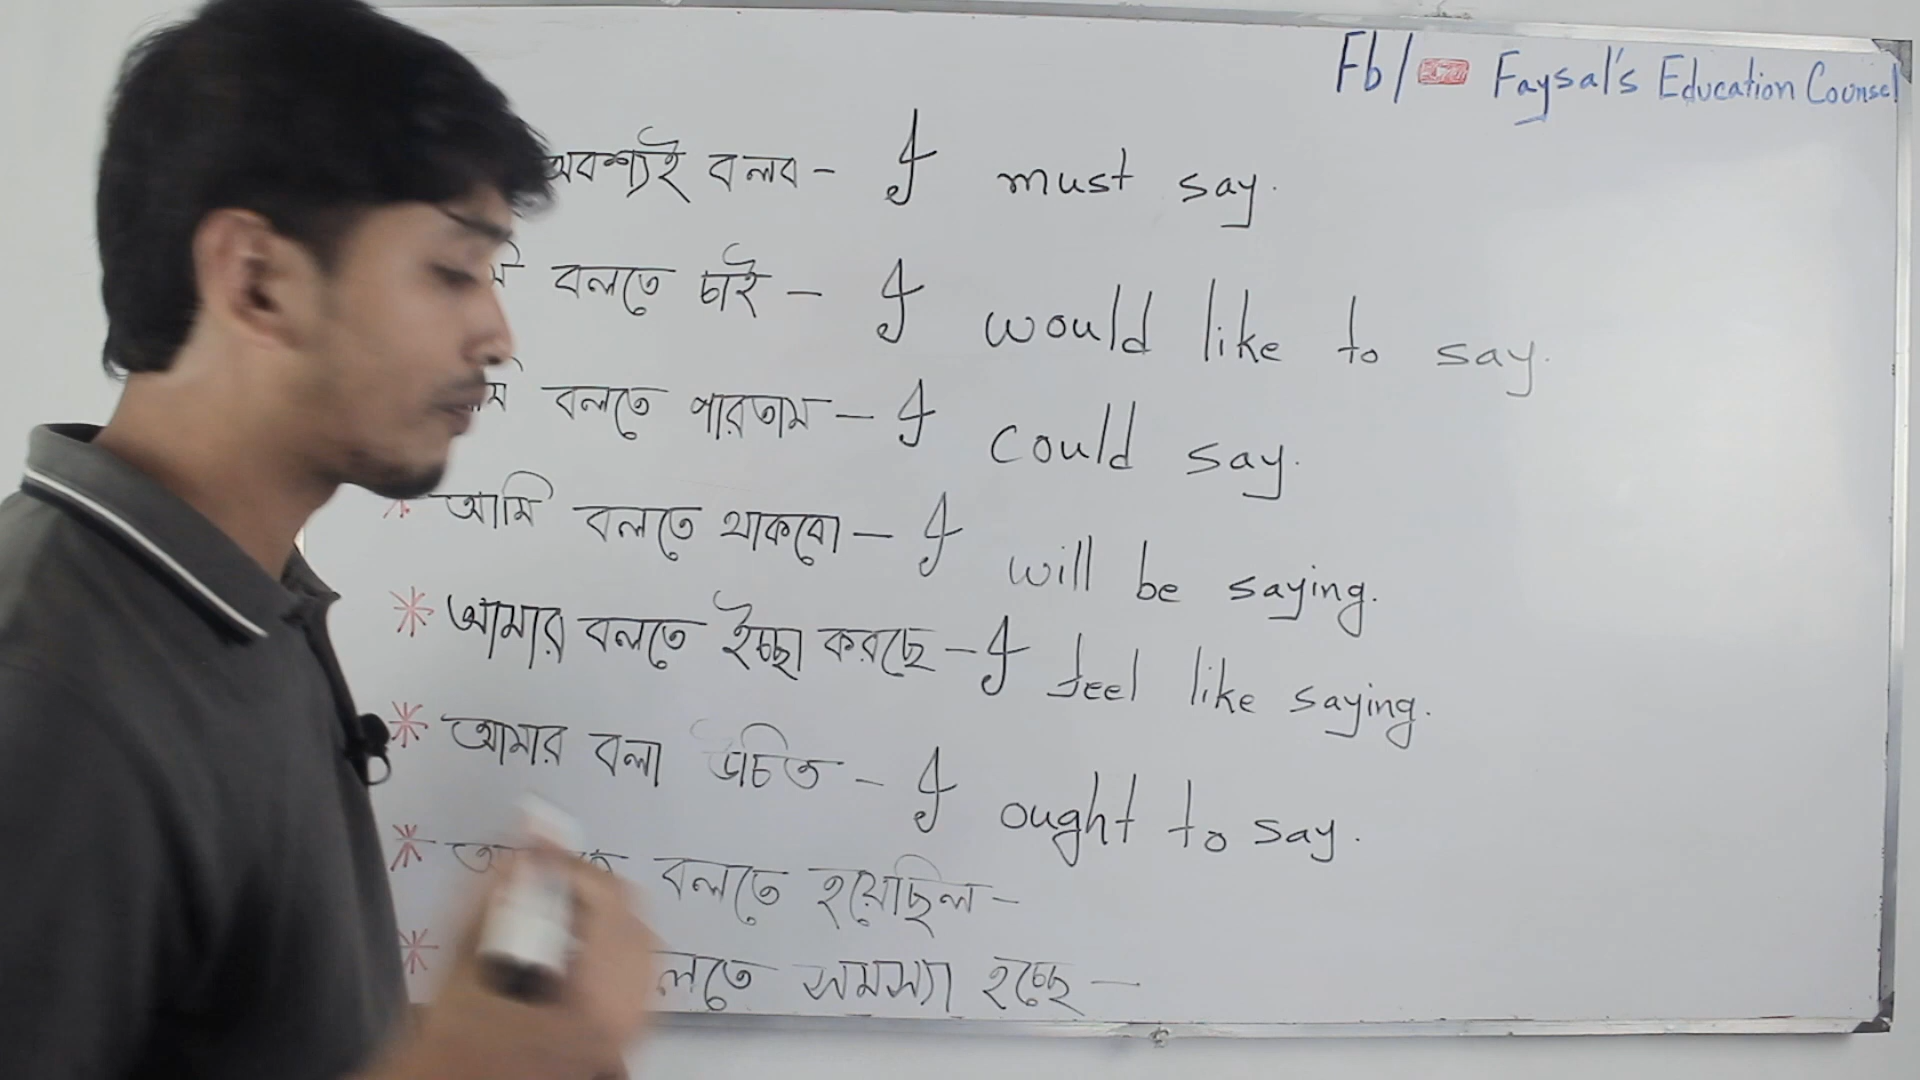 Fb/ Faysal's Education Counsel
অবশ্যই বলব - I must say.
বলতে চাই - I would like to say.
বলতে পারতাম - I could say.
* আমি বলতে থাকবো - I will be saying.
* আমার বলতে ইচ্ছা করছে - I feel like saying.
* আমার বলা উচিত - I ought to say.
* বলতে হয়েছিল -
* লতে সমস্যা হচ্ছে -